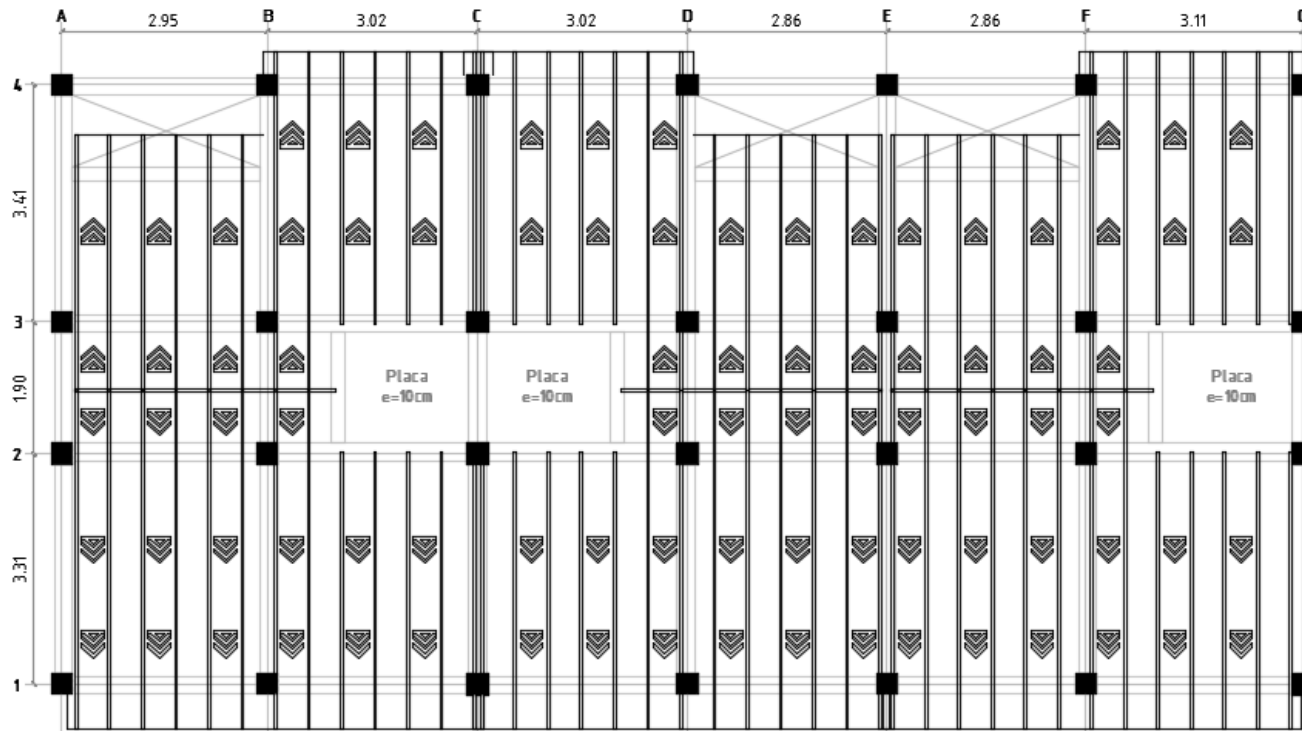 A B C D E F G
2.95 3.02 3.02 2.86 2.86 3.11
4
3.41
3
Placa
e=10cm
Placa
e=10cm
Placa
e=10cm
1.90
2
3.31
1